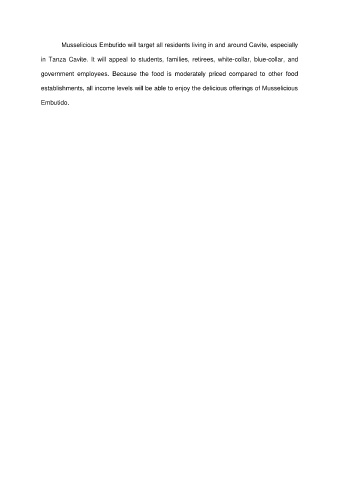 Musselicious Embutido will target all residents living in and around Cavite, especially
in Tanza Cavite. It will appeal to students, families, retirees, white-collar, blue-collar, and
government employees. Because the food is moderately priced compared to other food
establishments, all income levels will be able to enjoy the delicious offerings of Musselicious
Embutido.